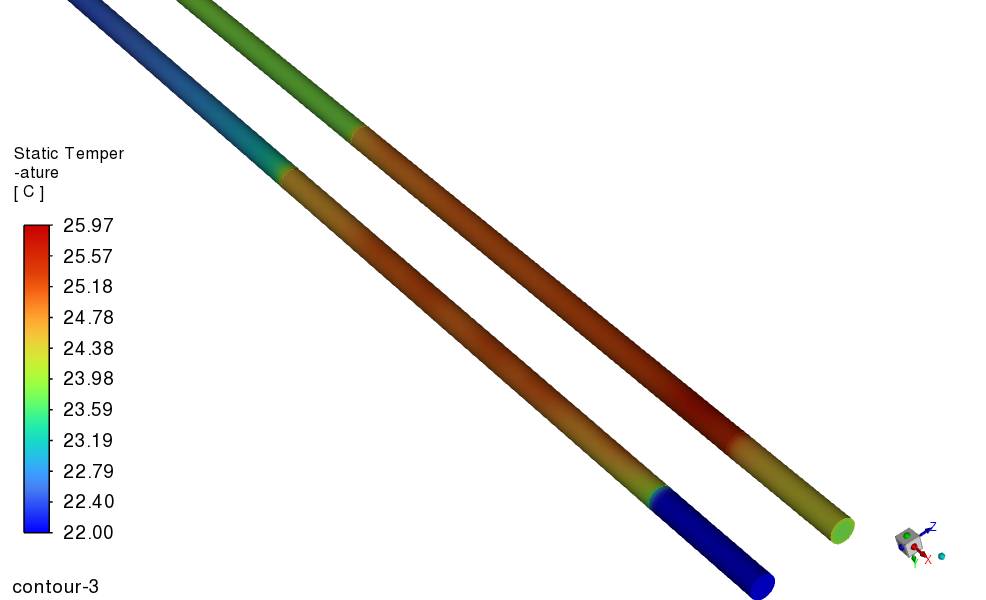 Static Temper
-ature
[ C ]
25.97
25.57
25.18
24.78
24.38
23.98
23.59
23.19
22.79
22.40
22.00
contour-3
Z
X
Y